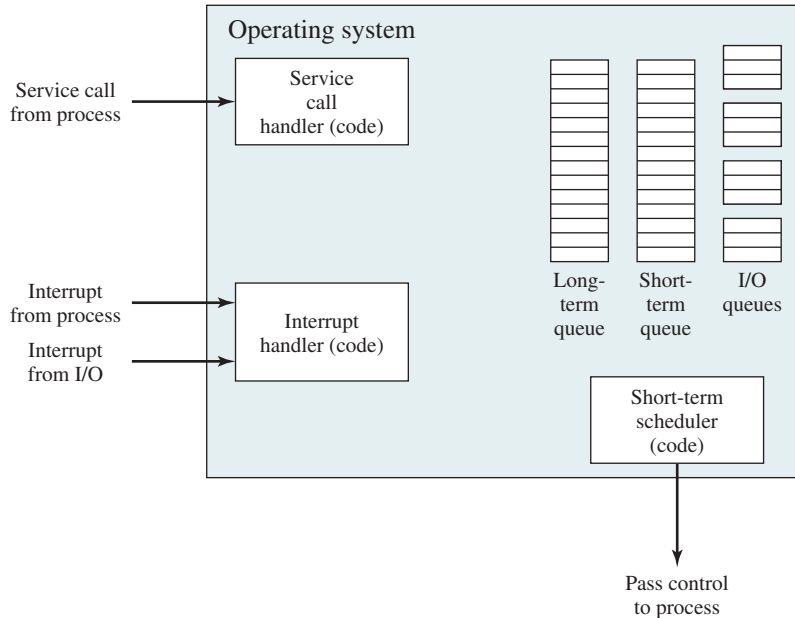 Operating system
Service call
from process
Service
call
handler (code)
Interrupt
from process
Interrupt
from I/O
Interrupt
handler (code)
Long-
term
queue
Short-
term
queue
I/O
queues
Short-term
scheduler
(code)
Pass control
to process